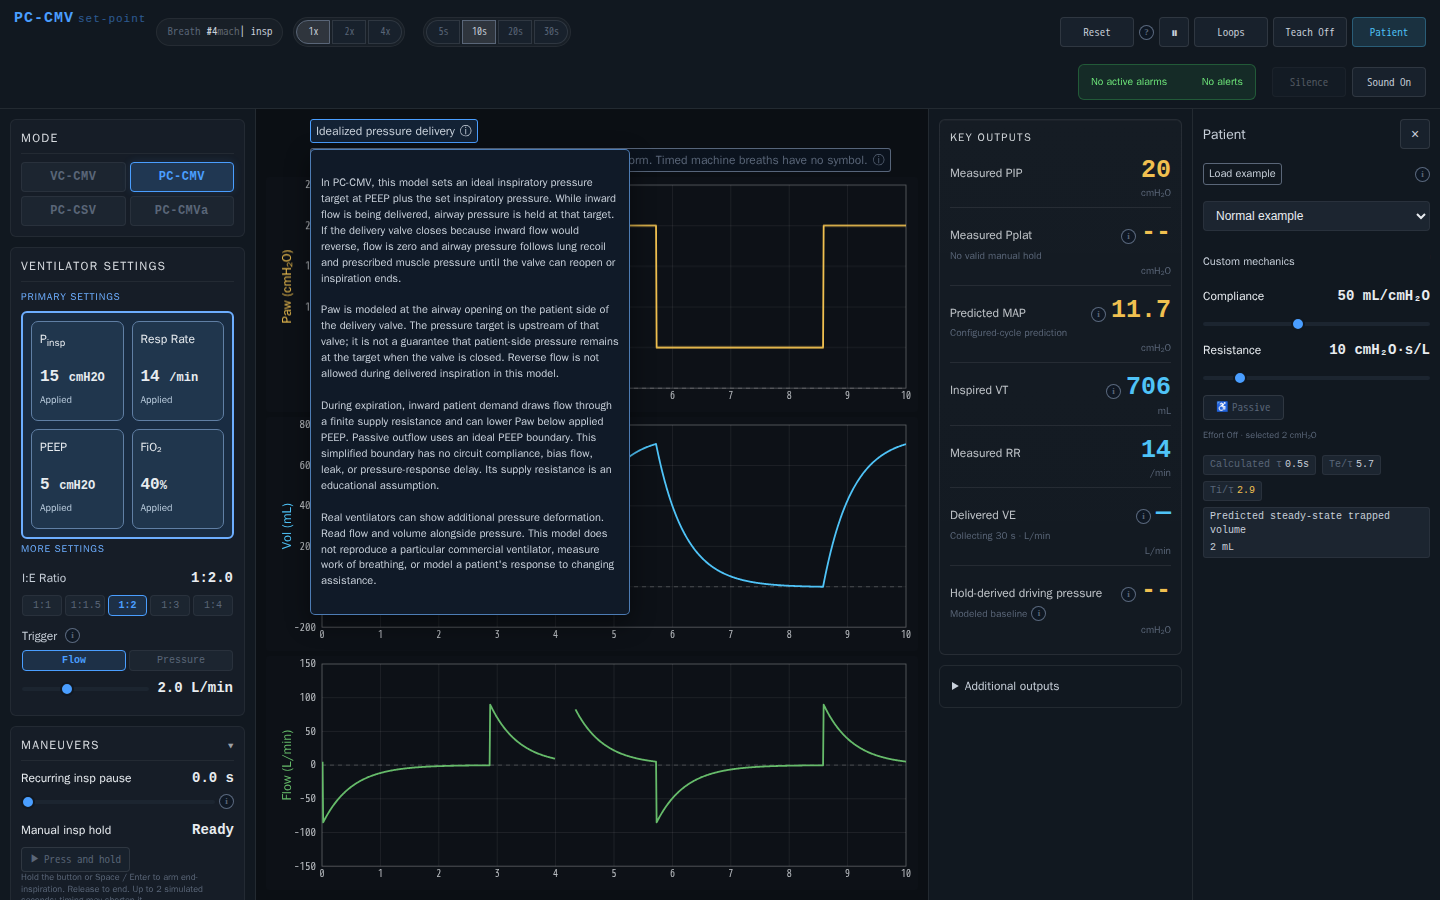 PC-CMV set-point
Breath #4 mach insp
1x 2x 4x
5s 10s 20s 30s
Reset ? Loops Teach Off Patient
No active alarms No alerts
Silence Sound On
MODE
VC-CMV PC-CMV
PC-CSV PC-CMVa
VENTILATOR SETTINGS
PRIMARY SETTINGS
Pinsp
15 cmH2O
Applied
Resp Rate
14 /min
Applied
PEEP
5 cmH2O
Applied
FiO₂
40%
Applied
MORE SETTINGS
I:E Ratio 1:2.0
1:1 1:1.5 1:2 1:3 1:4
Trigger
Flow Pressure
2.0 L/min
MANEUVERS
Recurring insp pause 0.0 s
Manual insp hold Ready
Press and hold
Hold the button or Space / Enter to arm end-
inspiration. Release to end. Up to 2 simulated
Idealized pressure delivery ⓘ
Timed machine breaths have no symbol. ⓘ
In PC-CMV, this model sets an ideal inspiratory pressure
target at PEEP plus the set inspiratory pressure. While inward
flow is being delivered, airway pressure is held at that target.
If the delivery valve closes because inward flow would
reverse, flow is zero and airway pressure follows lung recoil
and prescribed muscle pressure until the valve can reopen or
inspiration ends.
Paw is modeled at the airway opening on the patient side of
the delivery valve. The pressure target is upstream of that
valve; it is not a guarantee that patient-side pressure remains
at the target when the valve is closed. Reverse flow is not
allowed during delivered inspiration in this model.
During expiration, inward patient demand draws flow through
a finite supply resistance and can lower Paw below applied
PEEP. Passive outflow uses an ideal PEEP boundary. This
simplified boundary has no circuit compliance, bias flow,
leak, or pressure-response delay. Its supply resistance is an
educational assumption.
Real ventilators can show additional pressure deformation.
Read flow and volume alongside pressure. This model does
not reproduce a particular commercial ventilator, measure
work of breathing, or model a patient's response to changing
assistance.
Paw (cmH₂O)
6 7 8 9 10
Vol (mL)
-200
0 1 2 3 4 5 6 7 8 9 10
Flow (L/min)
150
100
50
0
-50
-100
-150
0 1 2 3 4 5 6 7 8 9 10
KEY OUTPUTS
Measured PIP 20
cmH₂O
Measured Pplat --
No valid manual hold
cmH₂O
Predicted MAP 11.7
Configured-cycle prediction
cmH₂O
Inspired VT 706
mL
Measured RR 14
/min
Delivered VE —
Collecting 30 s · L/min
L/min
Hold-derived driving pressure --
Modeled baseline
cmH₂O
Additional outputs
Patient ×
Load example
Normal example
Custom mechanics
Compliance 50 mL/cmH₂O
Resistance 10 cmH₂O·s/L
Passive
Effort Off · selected 2 cmH₂O
Calculated τ 0.5s Te/τ 5.7
Ti/τ 2.9
Predicted steady-state trapped
volume
2 mL